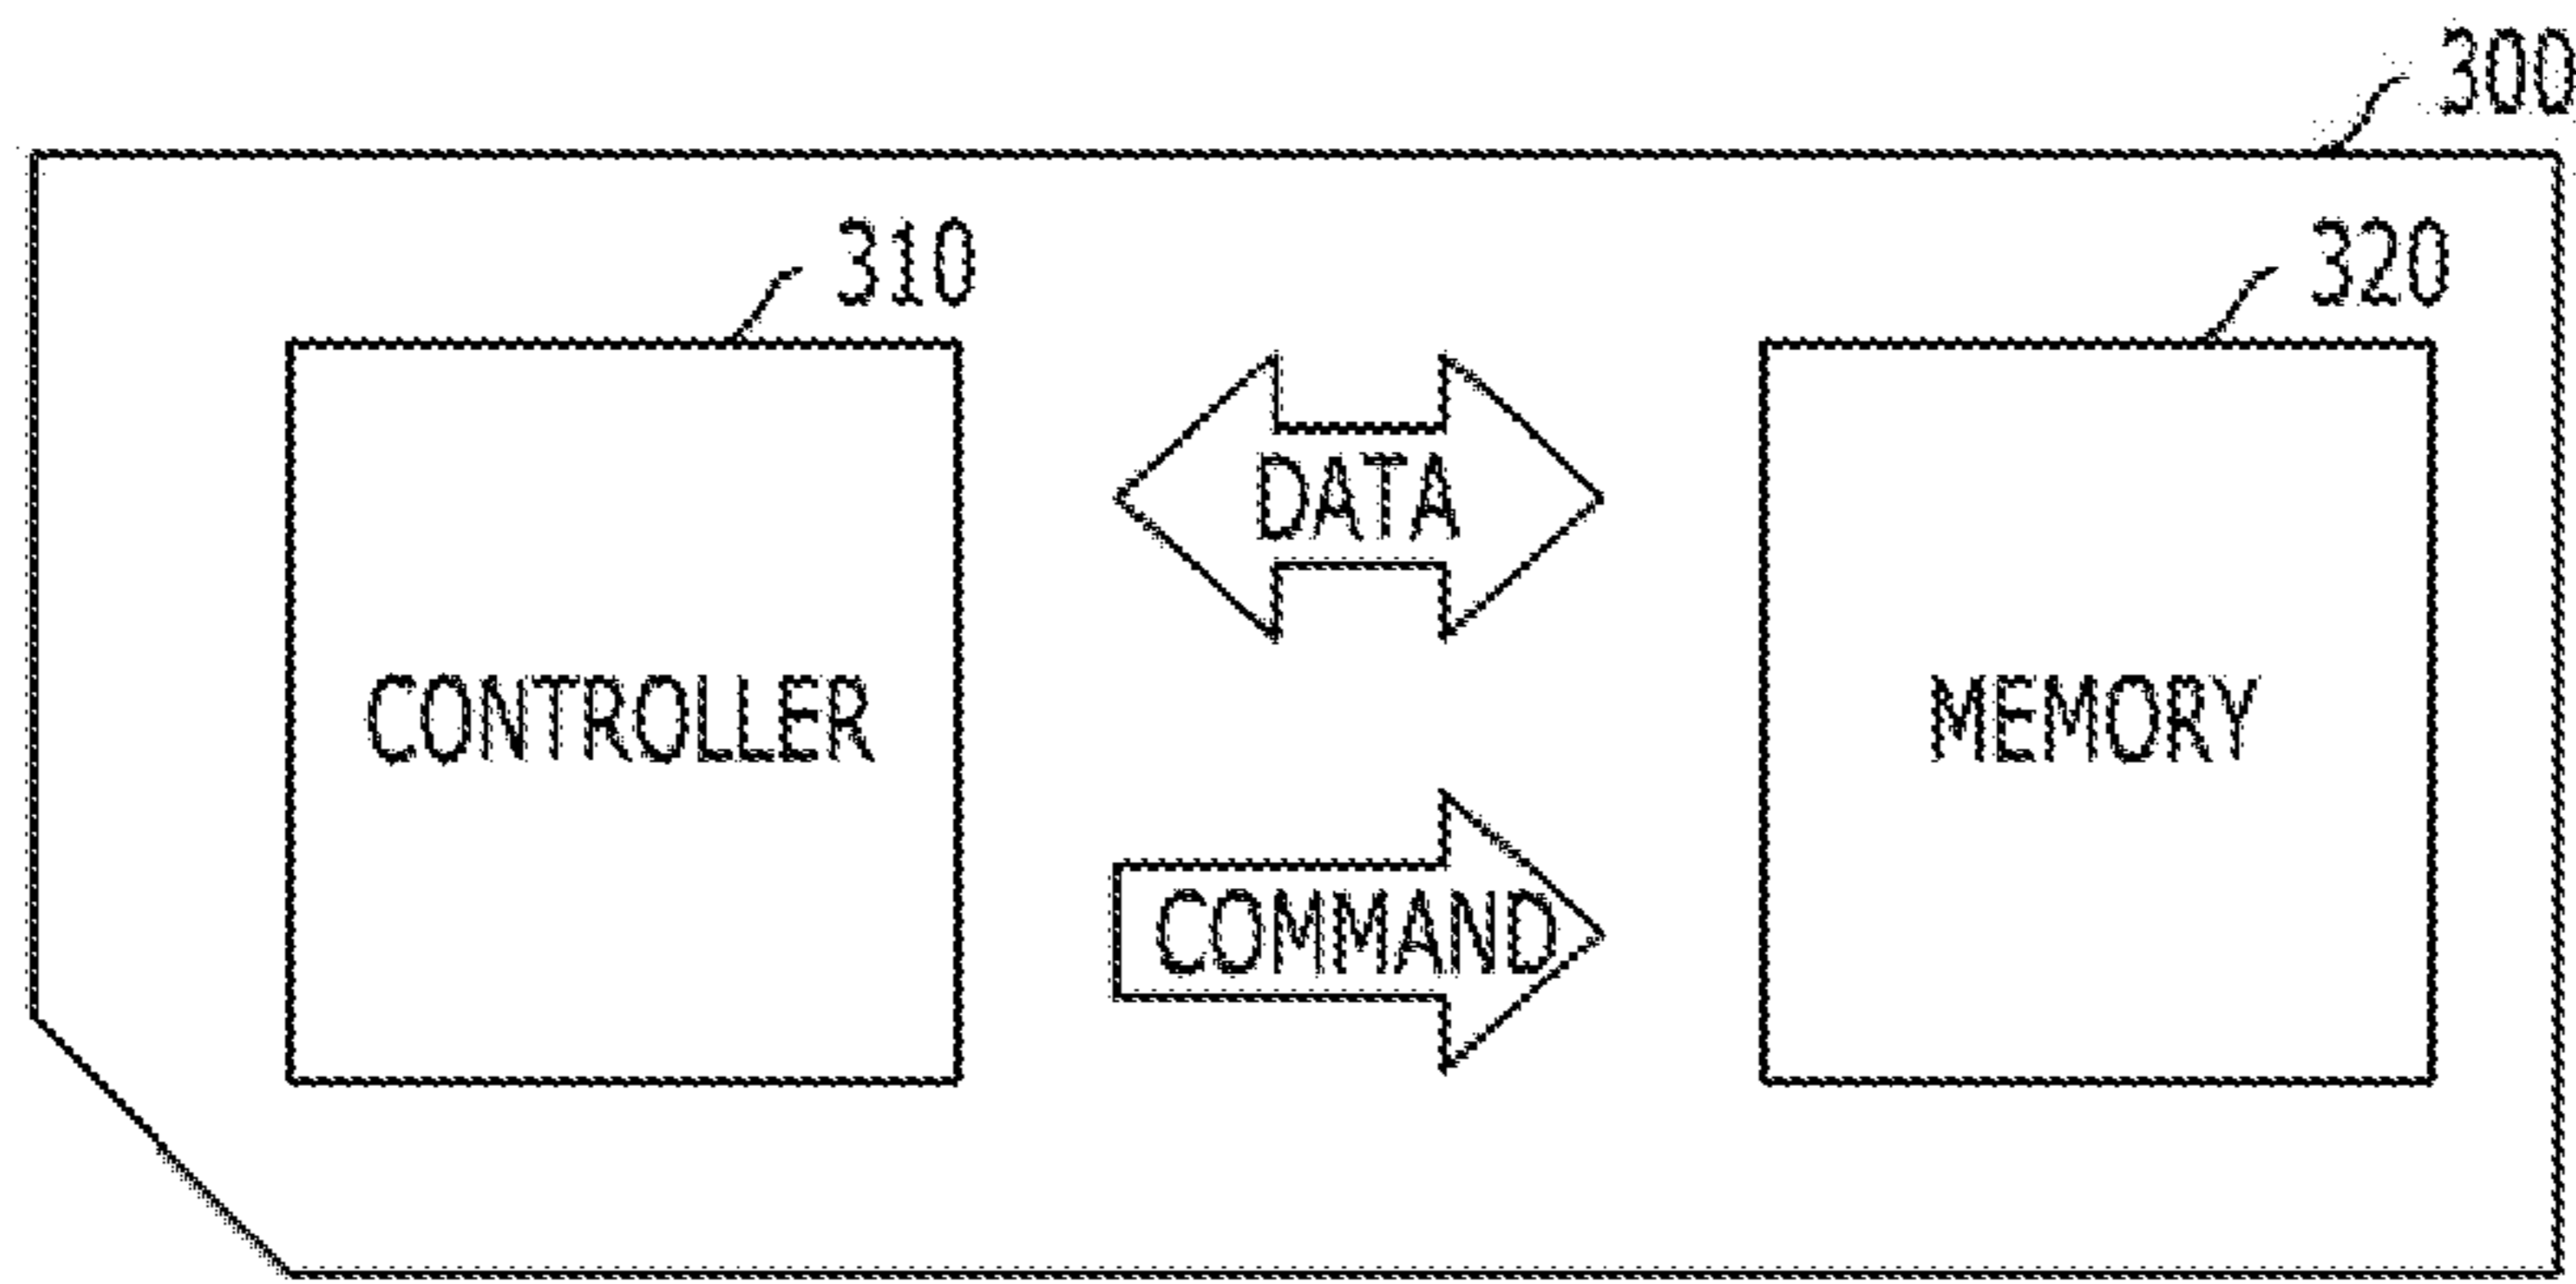 300
310
320
DATA
CONTROLLER
MEMORY
COMMAND